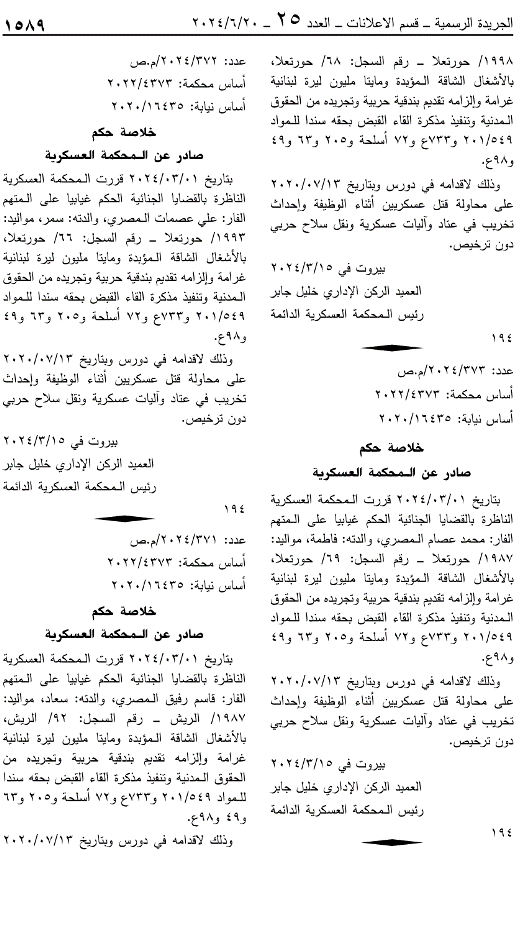 الجريدة الرسمية ــ قسم الاعلانات ــ العدد ٢٥ ــ ٢٠٢٤/٦/٢٠
١٥٨٩
١٩٩٨/ حورتعلا ــ رقم السجل: ٦٨/ حورتعلا،
بالأشغال الشاقة المؤبدة ومايتا مليون ليرة لبنانية
غرامة وإلزامه تقديم بندقية حربية وتجريده من الحقوق
المدنية وتنفيذ مذكرة القاء القبض بحقه سندا للمواد
٢٠١/٥٤٩ و٧٣٣ع و٧٢ أسلحة و٢٠٥ و٦٣ و٤٩
و٩٨ع.
وذلك لاقدامه في دورس وبتاريخ ٢٠٢٠/٠٧/١٣
على محاولة قتل عسكريين أثناء الوظيفة وإحداث
تخريب في عتاد وآليات عسكرية ونقل سلاح حربي
دون ترخيص.
بيروت في ٢٠٢٤/٣/١٥
العميد الركن الإداري خليل جابر
رئيس المحكمة العسكرية الدائمة
١٩٤
عدد: ٢٠٢٤/٣٧٣/م.ص
أساس محكمة: ٢٠٢٢/٤٣٧٣
أساس نيابة: ٢٠٢٠/١٦٤٣٥
خلاصة حكم
صادر عن المحكمة العسكرية
بتاريخ ٢٠٢٤/٠٣/٠١ قررت المحكمة العسكرية
الناظرة بالقضايا الجنائية الحكم غيابيا على المتهم
الفار: محمد عصام المصري، والدته: فاطمة، مواليد:
١٩٨٧/ حورتعلا ــ رقم السجل: ٦٩/ حورتعلا،
بالأشغال الشاقة المؤبدة ومايتا مليون ليرة لبنانية
غرامة وإلزامه تقديم بندقية حربية وتجريده من الحقوق
المدنية وتنفيذ مذكرة القاء القبض بحقه سندا للمواد
٢٠١/٥٤٩ و٧٣٣ع و٧٢ أسلحة و٢٠٥ و٦٣ و٤٩
و٩٨ع.
وذلك لاقدامه في دورس وبتاريخ ٢٠٢٠/٠٧/١٣
على محاولة قتل عسكريين أثناء الوظيفة وإحداث
تخريب في عتاد وآليات عسكرية ونقل سلاح حربي
دون ترخيص.
بيروت في ٢٠٢٤/٣/١٥
العميد الركن الإداري خليل جابر
رئيس المحكمة العسكرية الدائمة
١٩٤
عدد: ٢٠٢٤/٣٧٢/م.ص
أساس محكمة: ٢٠٢٢/٤٣٧٣
أساس نيابة: ٢٠٢٠/١٦٤٣٥
خلاصة حكم
صادر عن المحكمة العسكرية
بتاريخ ٢٠٢٤/٠٣/٠١ قررت المحكمة العسكرية
الناظرة بالقضايا الجنائية الحكم غيابيا على المتهم
الفار: علي عصمات المصري، والدته: سمر، مواليد:
١٩٩٣/ حورتعلا ــ رقم السجل: ٦٦/ حورتعلا،
بالأشغال الشاقة المؤبدة ومايتا مليون ليرة لبنانية
غرامة وإلزامه تقديم بندقية حربية وتجريده من الحقوق
المدنية وتنفيذ مذكرة القاء القبض بحقه سندا للمواد
٢٠١/٥٤٩ و٧٣٣ع و٧٢ أسلحة و٢٠٥ و٦٣ و٤٩
و٩٨ع.
وذلك لاقدامه في دورس وبتاريخ ٢٠٢٠/٠٧/١٣
على محاولة قتل عسكريين أثناء الوظيفة وإحداث
تخريب في عتاد وآليات عسكرية ونقل سلاح حربي
دون ترخيص.
بيروت في ٢٠٢٤/٣/١٥
العميد الركن الإداري خليل جابر
رئيس المحكمة العسكرية الدائمة
١٩٤
عدد: ٢٠٢٤/٣٧١/م.ص
أساس محكمة: ٢٠٢٢/٤٣٧٣
أساس نيابة: ٢٠٢٠/١٦٤٣٥
خلاصة حكم
صادر عن المحكمة العسكرية
بتاريخ ٢٠٢٤/٠٣/٠١ قررت المحكمة العسكرية
الناظرة بالقضايا الجنائية الحكم غيابيا على المتهم
الفار: قاسم رفيق المصري، والدته: سعاد، مواليد:
١٩٨٧/ الريش ــ رقم السجل: ٩٢/ الريش،
بالأشغال الشاقة المؤبدة ومايتا مليون ليرة لبنانية
غرامة وإلزامه تقديم بندقية حربية وتجريده من
الحقوق المدنية وتنفيذ مذكرة القاء القبض بحقه سندا
للمواد ٢٠١/٥٤٩ و٧٣٣ع و٧٢ أسلحة و٢٠٥ و٦٣
و٤٩ و٩٨ع.
وذلك لاقدامه في دورس وبتاريخ ٢٠٢٠/٠٧/١٣